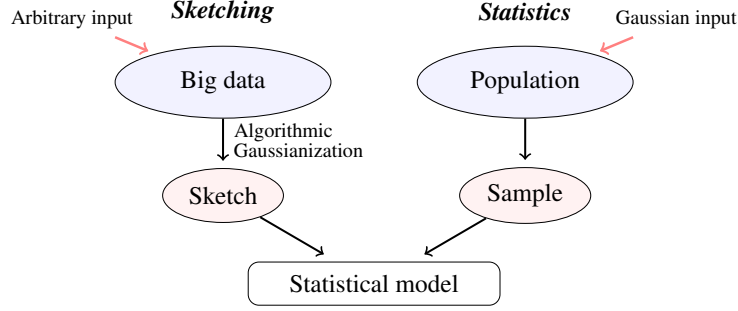 Sketching
Statistics
Arbitrary input
Gaussian input
Big data
Population
Algorithmic
Gaussianization
Sketch
Sample
Statistical model